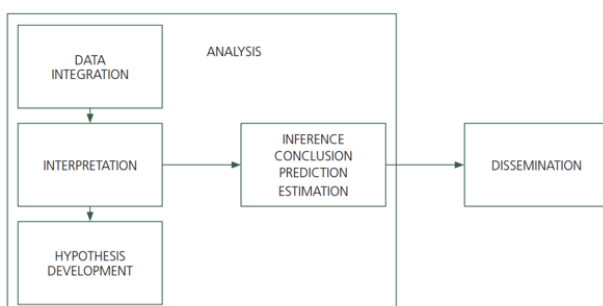 DATA
INTEGRATION
ANALYSIS
INTERPRETATION
INFERENCE
CONCLUSION
PREDICTION
ESTIMATION
DISSEMINATION
HYPOTHESIS
DEVELOPMENT